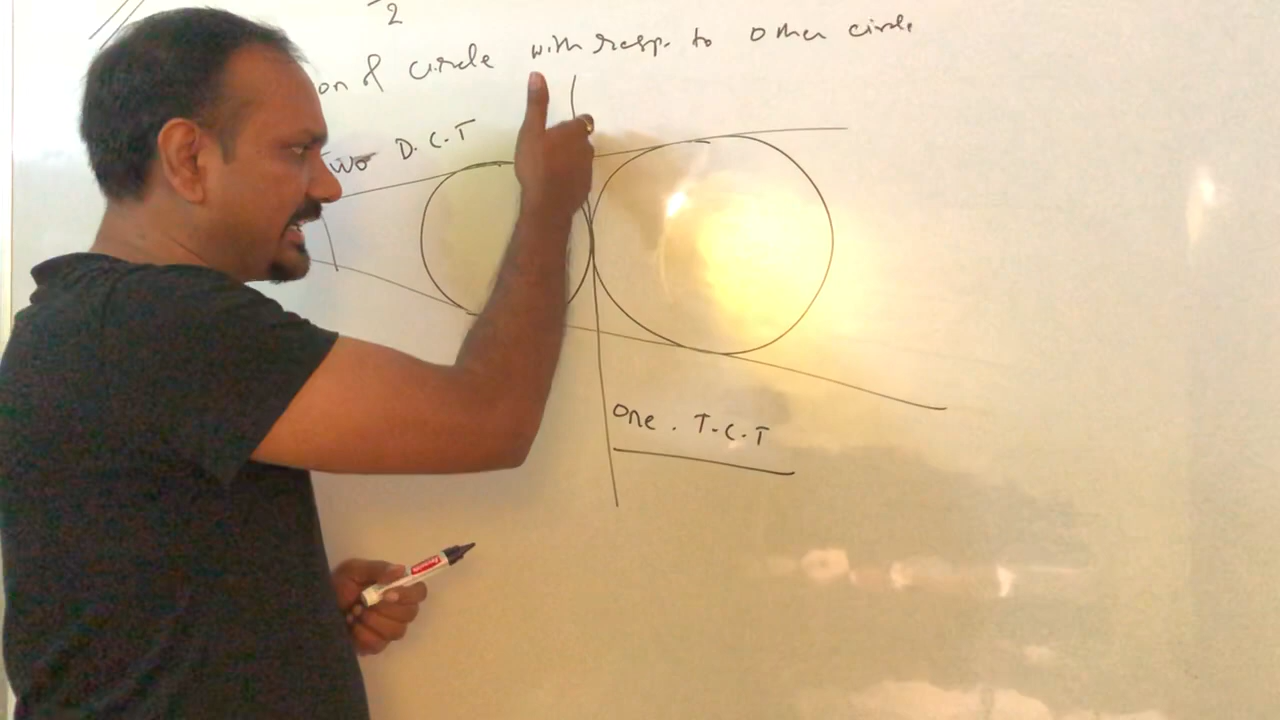 2
on of circle with resp. to other circle
Two D.C.T
One. T.C.T